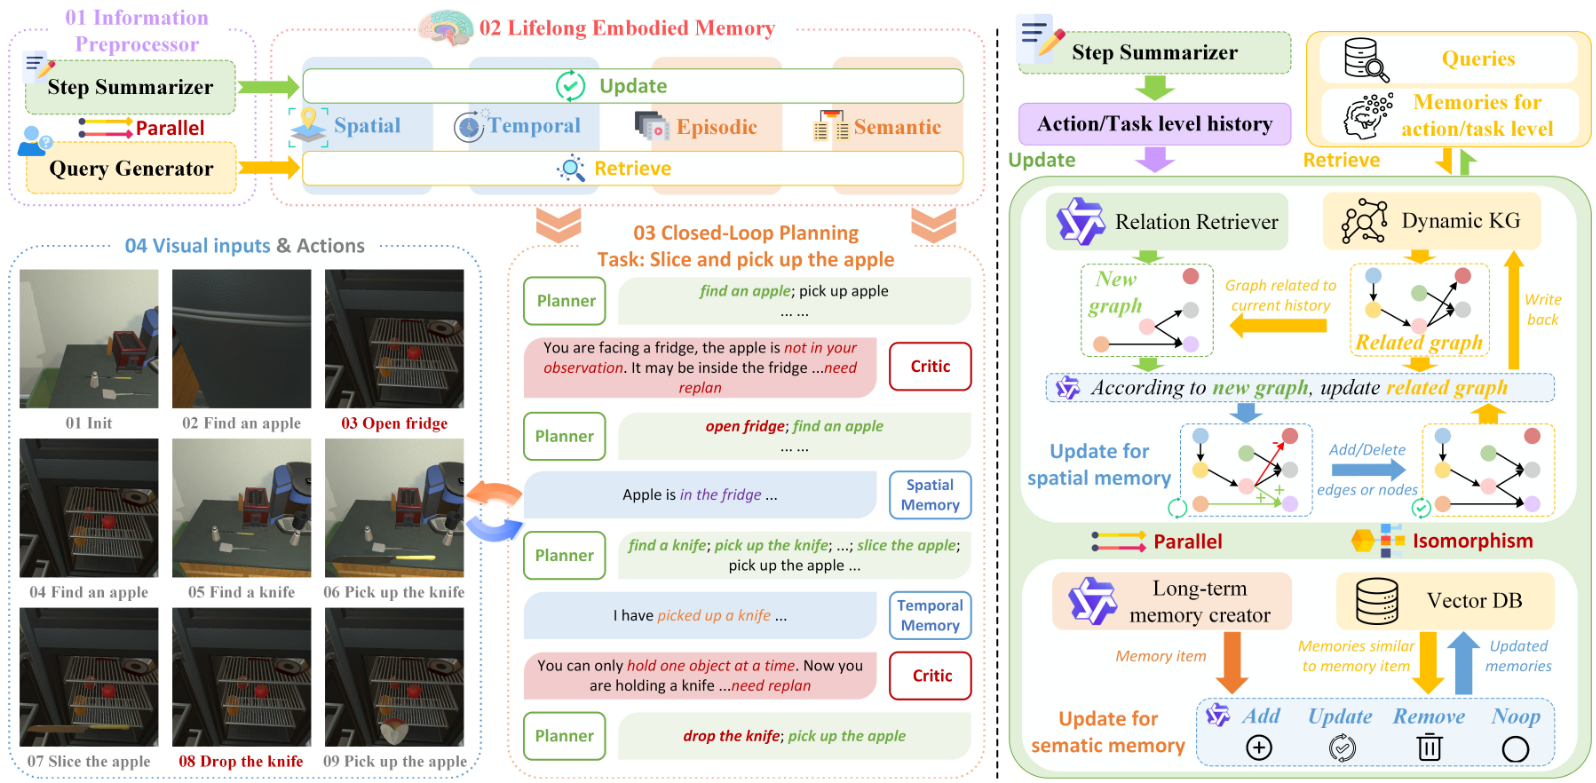 01 Information
Preprocessor
Step Summarizer
Parallel
Query Generator
02 Lifelong Embodied Memory
Update
Spatial
Temporal
Episodic
Semantic
Retrieve
04 Visual inputs & Actions
01 Init
02 Find an apple
03 Open fridge
04 Find an apple
05 Find a knife
06 Pick up the knife
07 Slice the apple
08 Drop the knife
09 Pick up the apple
03 Closed-Loop Planning
Task: Slice and pick up the apple
Planner
find an apple; pick up apple
... ...
You are facing a fridge, the apple is not in your
observation. It may be inside the fridge ...need
replan
Critic
Planner
open fridge; find an apple
... ...
Apple is in the fridge ...
Spatial
Memory
Planner
find a knife; pick up the knife; ...; slice the apple;
pick up the apple ...
I have picked up a knife ...
Temporal
Memory
You can only hold one object at a time. Now you
are holding a knife ...need replan
Critic
Planner
drop the knife; pick up the apple
Step Summarizer
Action/Task level history
Update
Queries
Memories for
action/task level
Retrieve
Relation Retriever
Dynamic KG
New
graph
Graph related to
current history
Related graph
Write
back
According to new graph, update related graph
Update for
spatial memory
- + +
Add/Delete
edges or nodes
Parallel
Isomorphism
Long-term
memory creator
Vector DB
Memory item
Memories similar
to memory item
Updated
memories
Update for
sematic memory
Add
Update
Remove
Noop